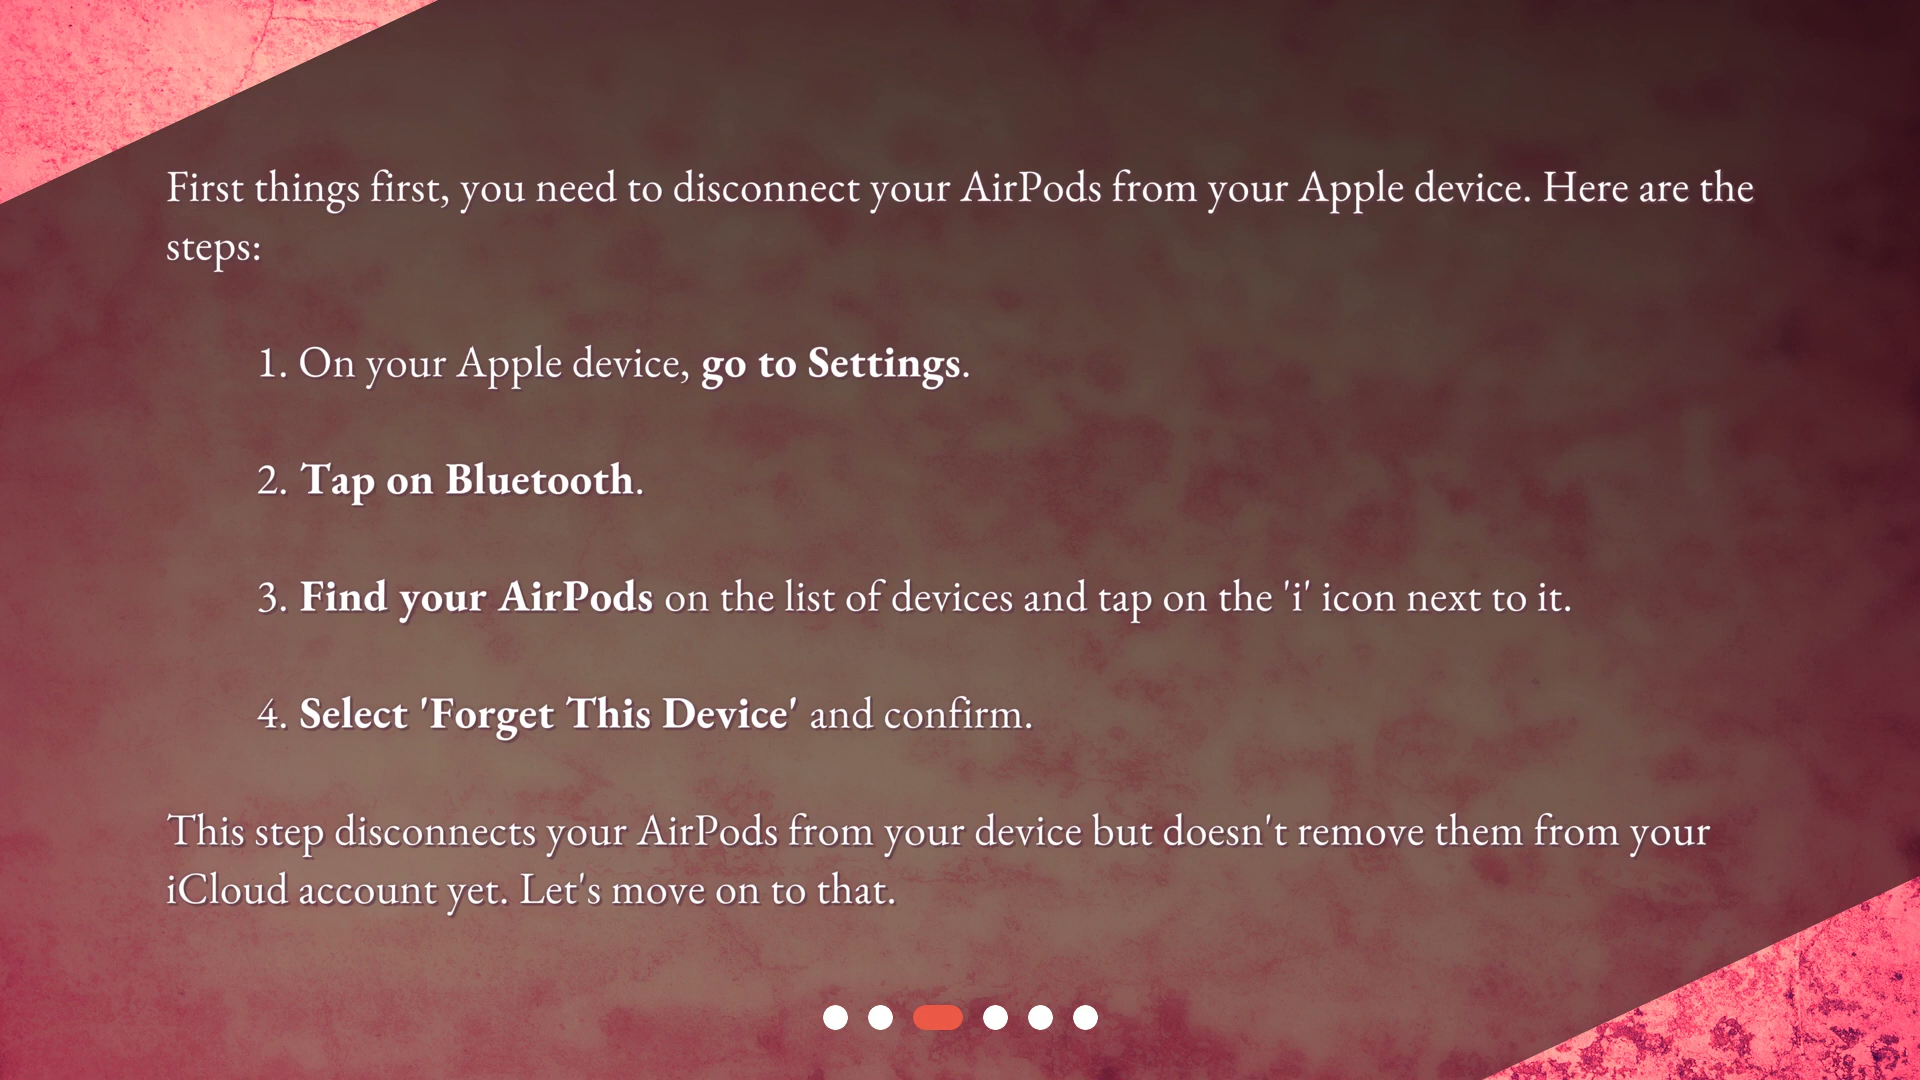 First things first, you need to disconnect your AirPods from your Apple device. Here are the
steps:
1. On your Apple device, go to Settings.
2. Tap on Bluetooth.
3. Find your AirPods on the list of devices and tap on the 'i' icon next to it.
4. Select 'Forget This Device' and confirm.
This step disconnects your AirPods from your device but doesn't remove them from your
iCloud account yet. Let's move on to that.